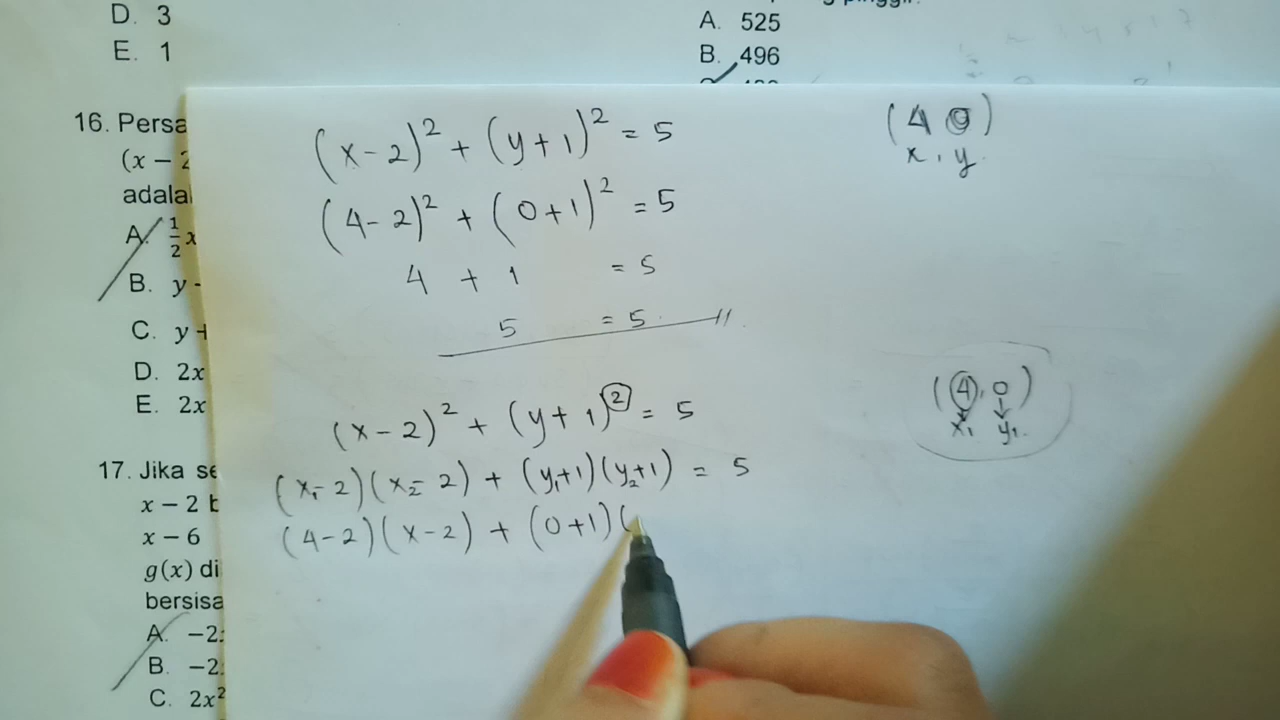 D. 3
E. 1
A. 525
B. 496
16. Persa
(x − 2
adalal
A. 1/2 x
B. y -
C. y +
D. 2x
E. 2x
17. Jika se
x − 2 b
x − 6
g(x) di
bersisa
A. −2
B. −2
C. 2x²
(x - 2)² + (y + 1)² = 5
(4 - 2)² + (0 + 1)² = 5
4 + 1 = 5
5 = 5
(x - 2)² + (y + 1)² = 5
(x₁ - 2)(x₂ - 2) + (y₁+1)(y₂+1) = 5
(4 - 2)(x - 2) + (0 + 1)(
(4 0)
x, y
(4, 0)
x₁ y₁